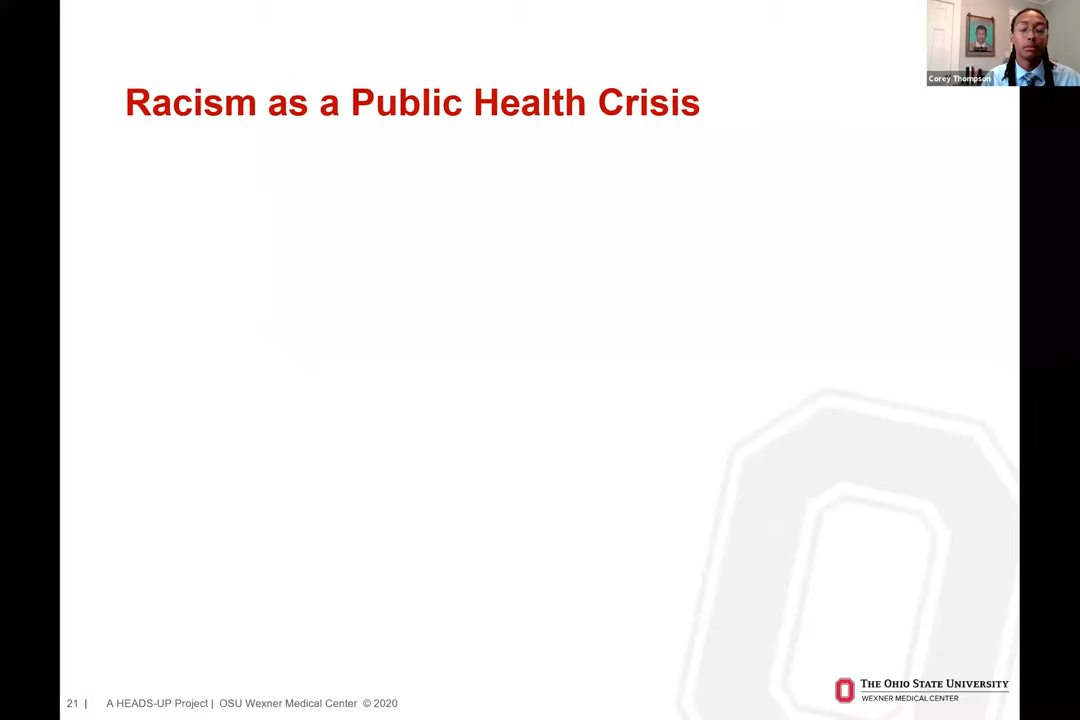 Corey Thompson
Racism as a Public Health Crisis
21 | A HEADS-UP Project | OSU Wexner Medical Center © 2020
THE OHIO STATE UNIVERSITY
WEXNER MEDICAL CENTER